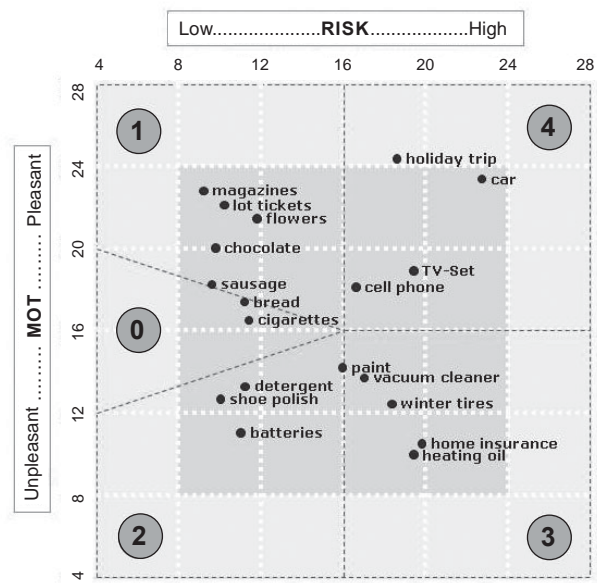 Low......................RISK....................High
4 8 12 16 20 24 28
28
1
4
24
holiday trip
car
magazines
lot tickets
flowers
20
chocolate
TV-Set
sausage
cell phone
bread
cigarettes
0
16
paint
vacuum cleaner
detergent
shoe polish
winter tires
12
batteries
home insurance
heating oil
8
2
3
4
Unpleasant ......... MOT ......... Pleasant